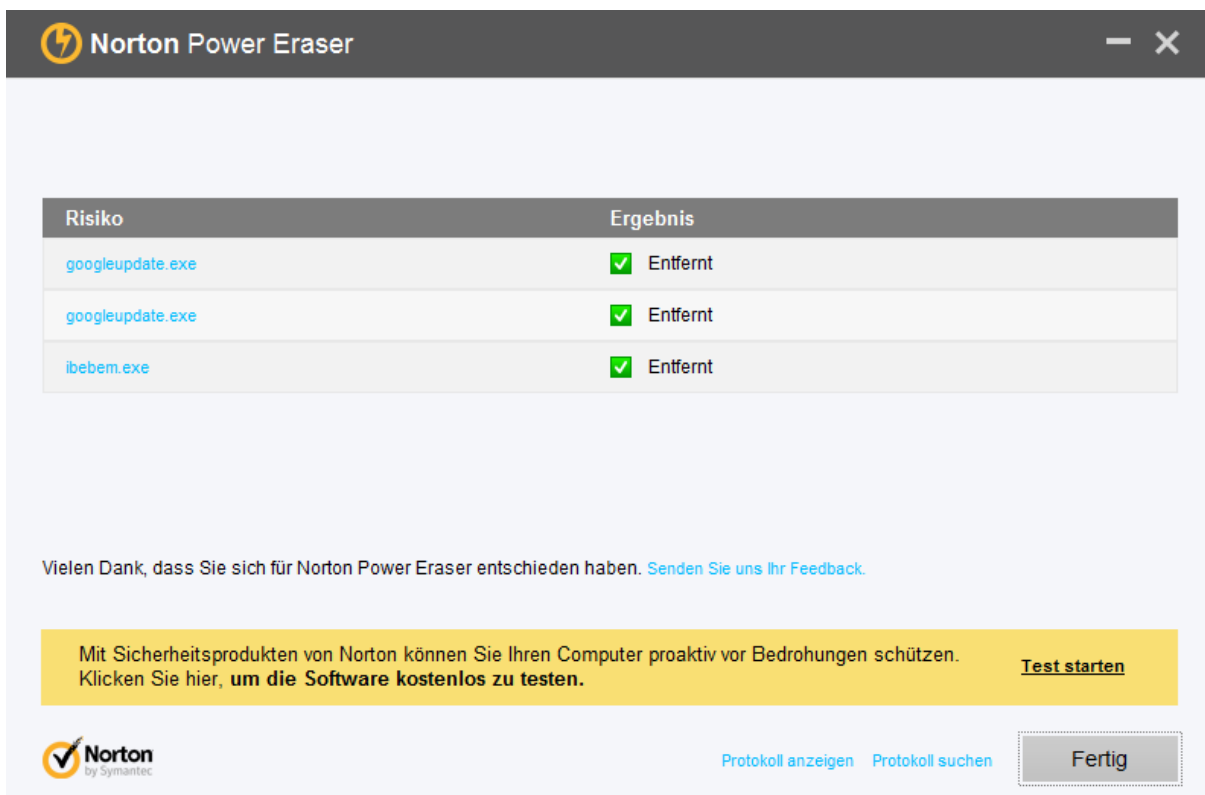 Norton Power Eraser
Risiko Ergebnis
googleupdate.exe Entfernt
googleupdate.exe Entfernt
ibebem.exe Entfernt
Vielen Dank, dass Sie sich für Norton Power Eraser entschieden haben. Senden Sie uns Ihr Feedback.
Mit Sicherheitsprodukten von Norton können Sie Ihren Computer proaktiv vor Bedrohungen schützen.
Klicken Sie hier, um die Software kostenlos zu testen.
Test starten
Norton
by Symantec
Protokoll anzeigen Protokoll suchen Fertig